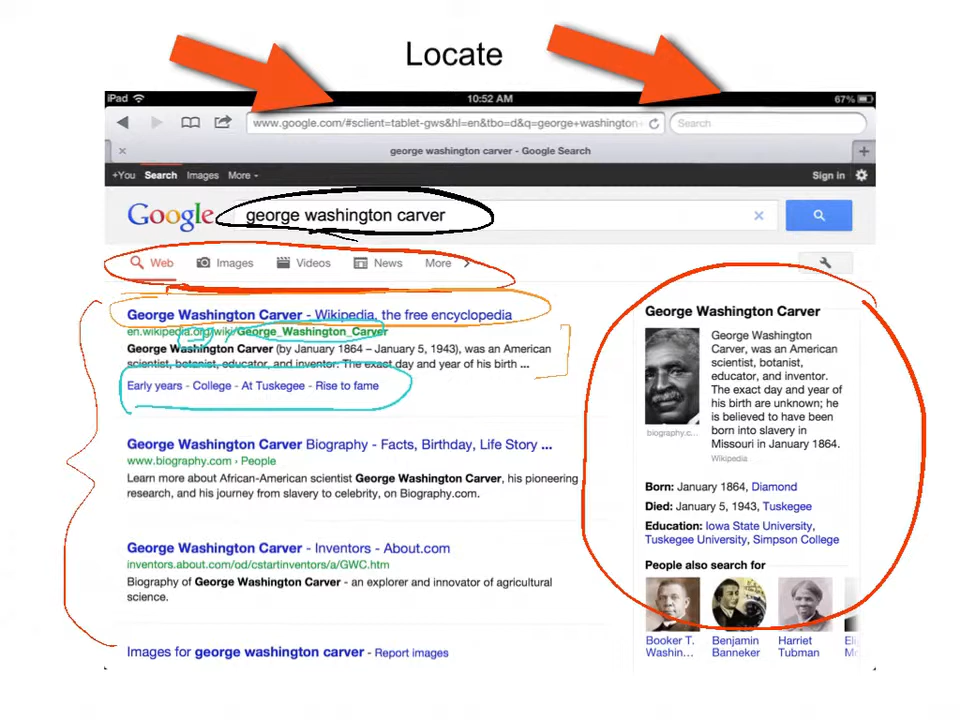 Locate
iPad 10:52 AM 67%
www.google.com/#sclient=tablet-gws&hl=en&tbo=d&q=george+washington+ Search
george washington carver - Google Search
+You Search Images More Sign in
Google george washington carver
Web Images Videos News More
George Washington Carver - Wikipedia, the free encyclopedia
en.wikipedia.org/wiki/George_Washington_Carver
George Washington Carver (by January 1864 – January 5, 1943), was an American
scientist, botanist, educator, and inventor. The exact day and year of his birth ...
Early years - College - At Tuskegee - Rise to fame
George Washington Carver Biography - Facts, Birthday, Life Story ...
www.biography.com › People
Learn more about African-American scientist George Washington Carver, his pioneering
research, and his journey from slavery to celebrity, on Biography.com.
George Washington Carver - Inventors - About.com
inventors.about.com/od/cstartinventors/a/GWC.htm
Biography of George Washington Carver - an explorer and innovator of agricultural
science.
Images for george washington carver - Report images
George Washington Carver
George Washington
Carver, was an American
scientist, botanist,
educator, and inventor.
The exact day and year of
his birth are unknown; he
is believed to have been
born into slavery in
Missouri in January 1864.
biography.c...
Wikipedia
Born: January 1864, Diamond
Died: January 5, 1943, Tuskegee
Education: Iowa State University,
Tuskegee University, Simpson College
People also search for
Booker T. Benjamin Harriet
Washin... Banneker Tubman